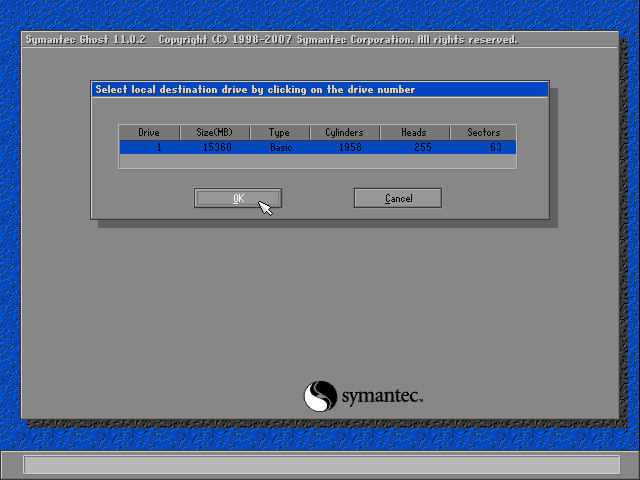 Symantec Ghost 11.0.2   Copyright (C) 1998-2007 Symantec Corporation. All rights reserved.
Select local destination drive by clicking on the drive number
Drive Size(MB) Type Cylinders Heads Sectors
1 15360 Basic 1958 255 63
OK Cancel
symantec™